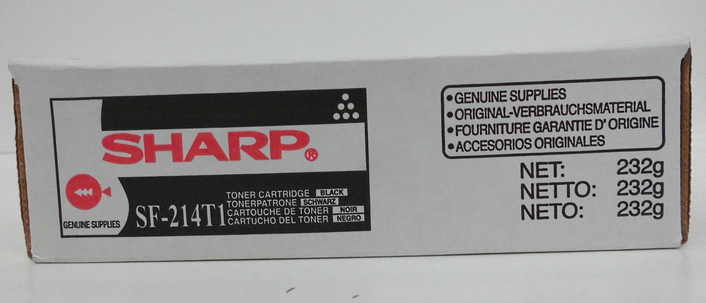 SHARP®
GENUINE SUPPLIES
SF-214T1
TONER CARTRIDGE BLACK
TONERPATRONE SCHWARZ
CARTOUCHE DE TONER NOIR
CARTUCHO DEL TONER NEGRO
•GENUINE SUPPLIES
•ORIGINAL-VERBRAUCHSMATERIAL
•FOURNITURE GARANTIE D' ORIGINE
•ACCESORIOS ORIGINALES
NET: 232g
NETTO: 232g
NETO: 232g